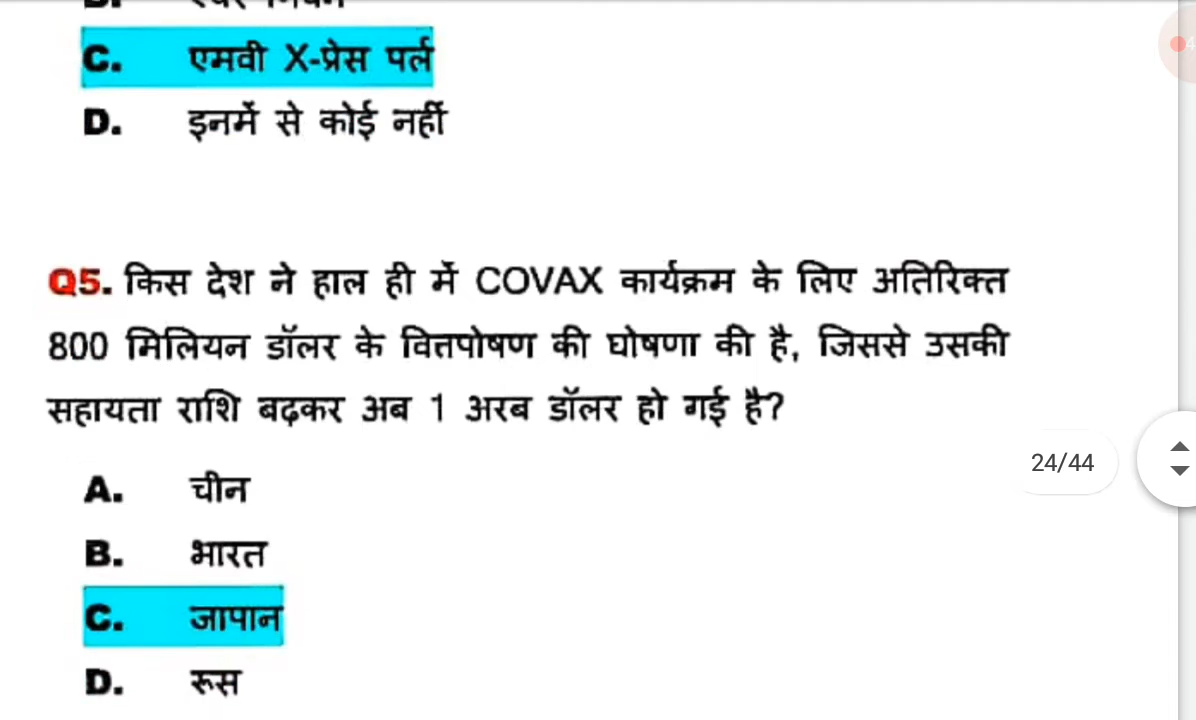 C. एमवी X-प्रेस पर्ल
D. इनमें से कोई नहीं
Q5. किस देश ने हाल ही में COVAX कार्यक्रम के लिए अतिरिक्त
800 मिलियन डॉलर के वित्तपोषण की घोषणा की है, जिससे उसकी
सहायता राशि बढ़कर अब 1 अरब डॉलर हो गई है?
24/44
A. चीन
B. भारत
C. जापान
D. रूस